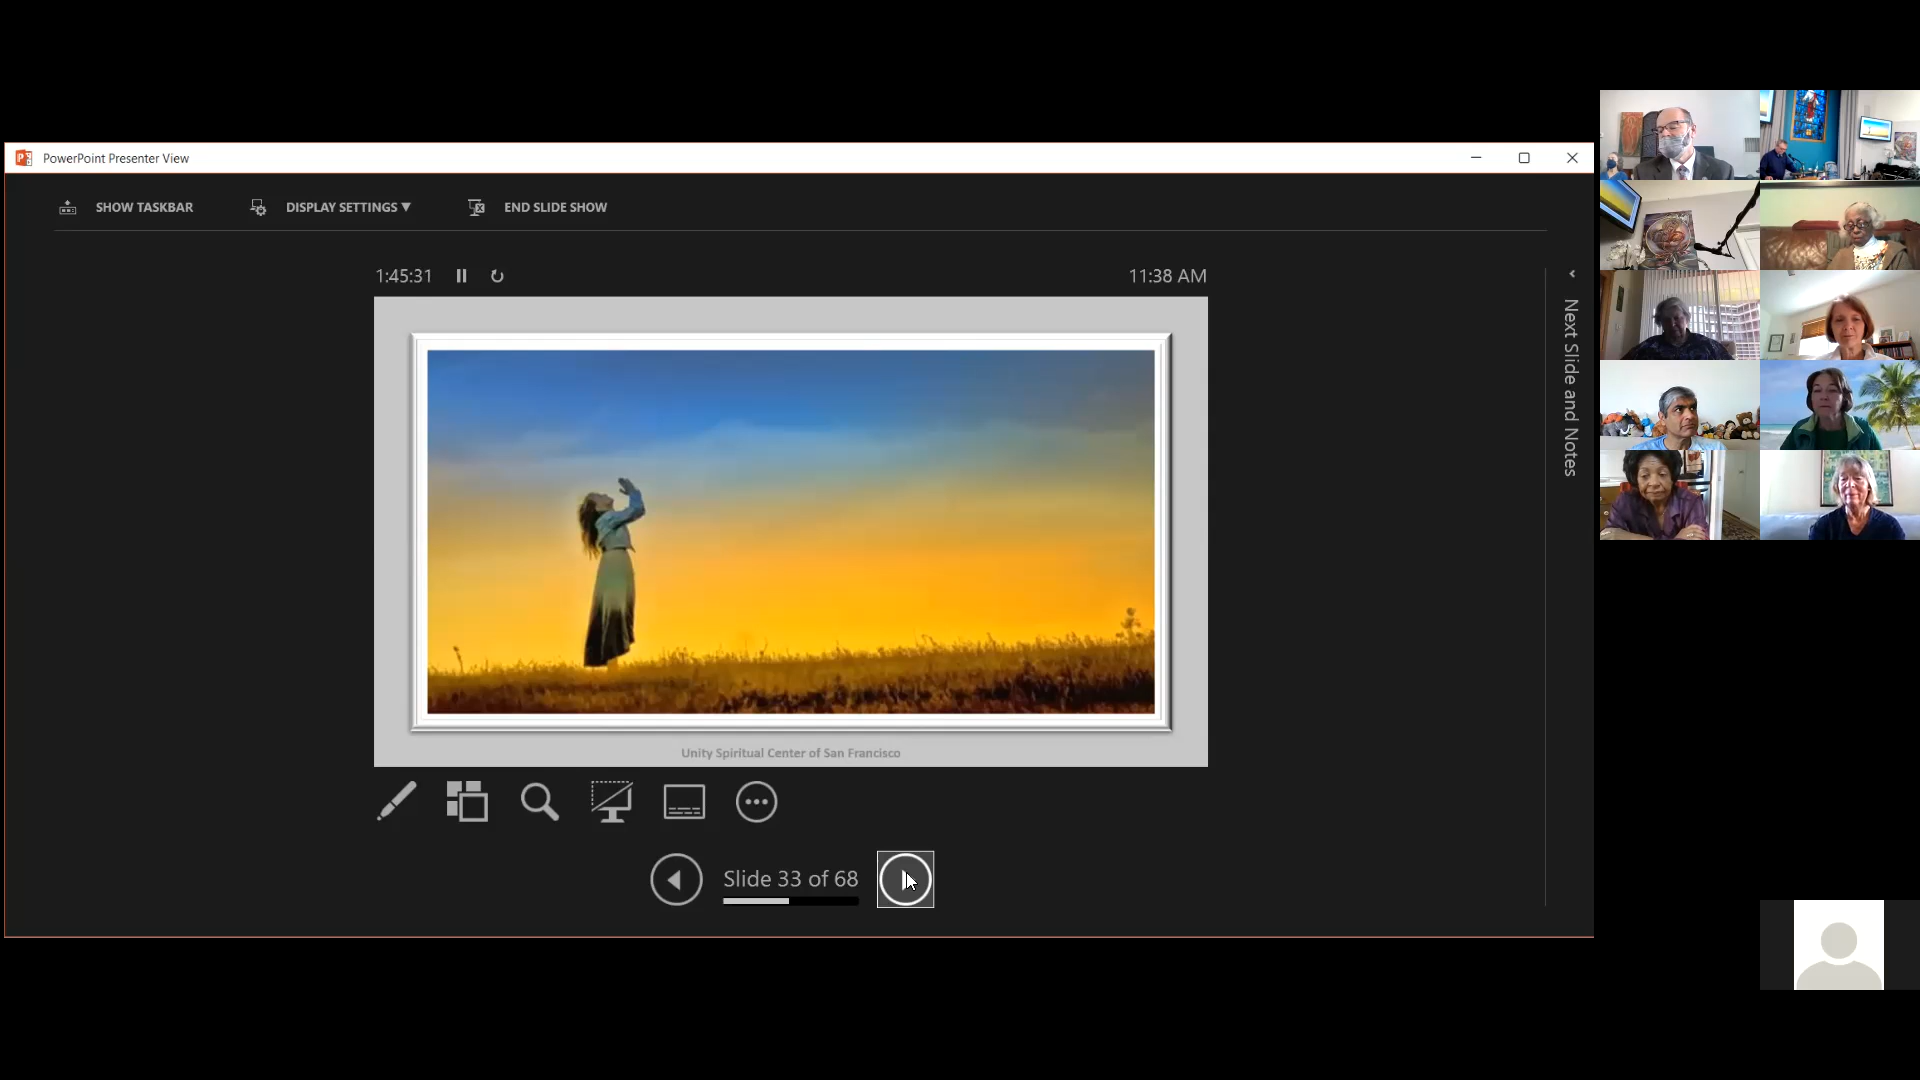 PowerPoint Presenter View
SHOW TASKBAR
DISPLAY SETTINGS ▼
END SLIDE SHOW
1:45:31
11:38 AM
Next Slide and Notes
Unity Spiritual Center of San Francisco
Slide 33 of 68